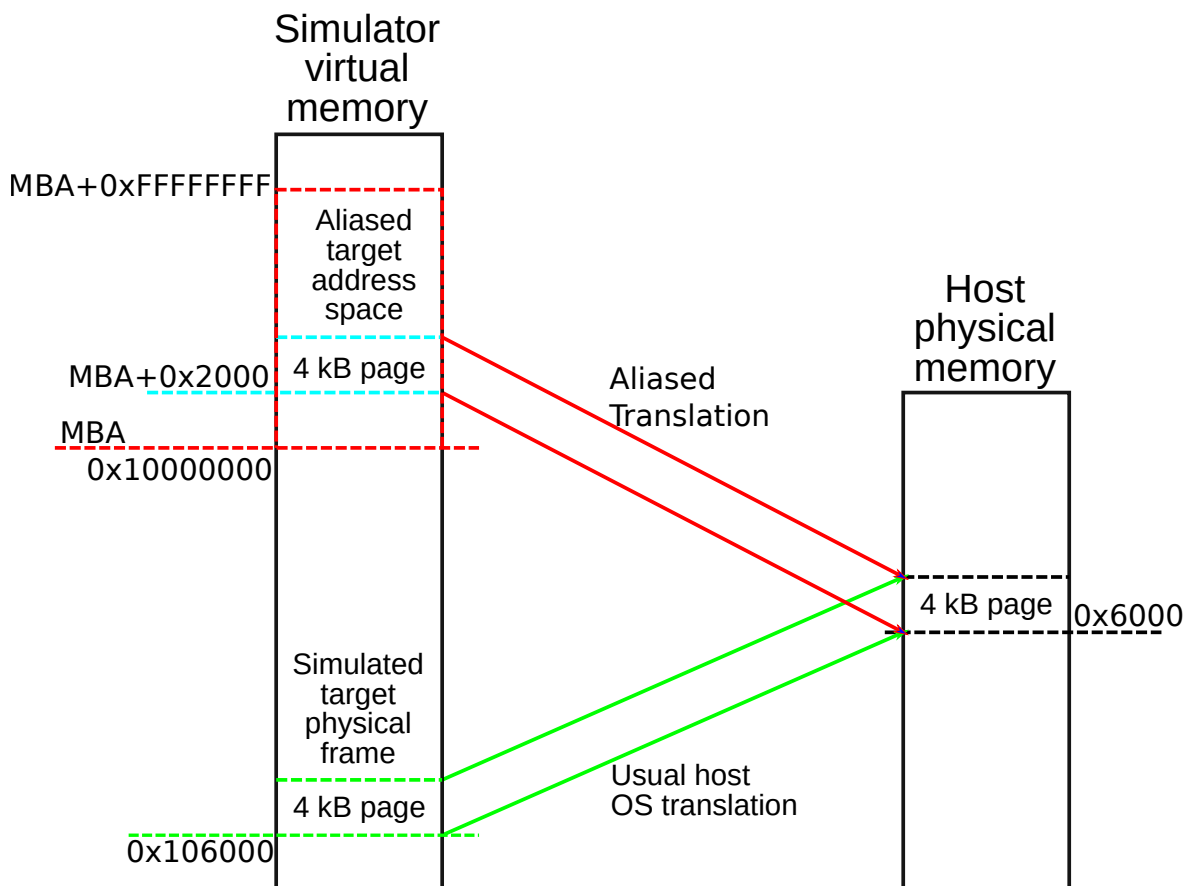 Simulator
virtual
memory
MBA+0xFFFFFFFF
Aliased
target
address
space
4 kB page
MBA+0x2000
MBA
0x10000000
Aliased
Translation
Host
physical
memory
4 kB page
0x6000
Simulated
target
physical
frame
4 kB page
0x106000
Usual host
OS translation